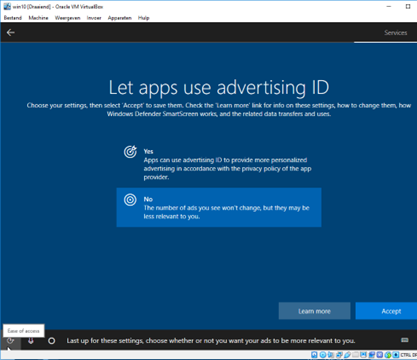 win10 [Draaiend] - Oracle VM VirtualBox
Bestand Machine Weergeven Invoer Apparaten Help
Services
Let apps use advertising ID
Choose your settings, then select 'Accept' to save them. Check the 'Learn more' link for info on these settings, how to change them, how
Windows Defender SmartScreen works, and the related data transfers and uses.
Yes
Apps can use advertising ID to provide more personalized
advertising in accordance with the privacy policy of the app
provider.
No
The number of ads you see won't change, but they may be
less relevant to you.
Learn more
Accept
Ease of access
Last up for these settings, choose whether or not you want your ads to be more relevant to you.
CTRL D